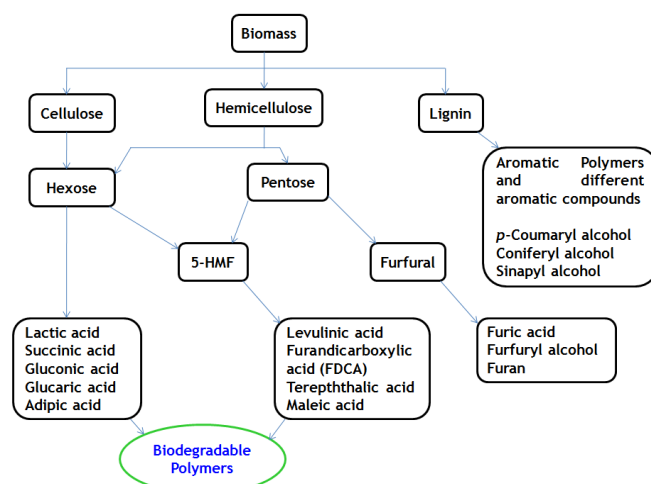 Biomass
Cellulose
Hemicellulose
Lignin
Hexose
Pentose
Aromatic Polymers
and different
aromatic compounds
p-Coumaryl alcohol
Coniferyl alcohol
Sinapyl alcohol
5-HMF
Furfural
Lactic acid
Succinic acid
Gluconic acid
Glucaric acid
Adipic acid
Levulinic acid
Furandicarboxylic
acid (FDCA)
Terepththalic acid
Maleic acid
Furic acid
Furfuryl alcohol
Furan
Biodegradable
Polymers